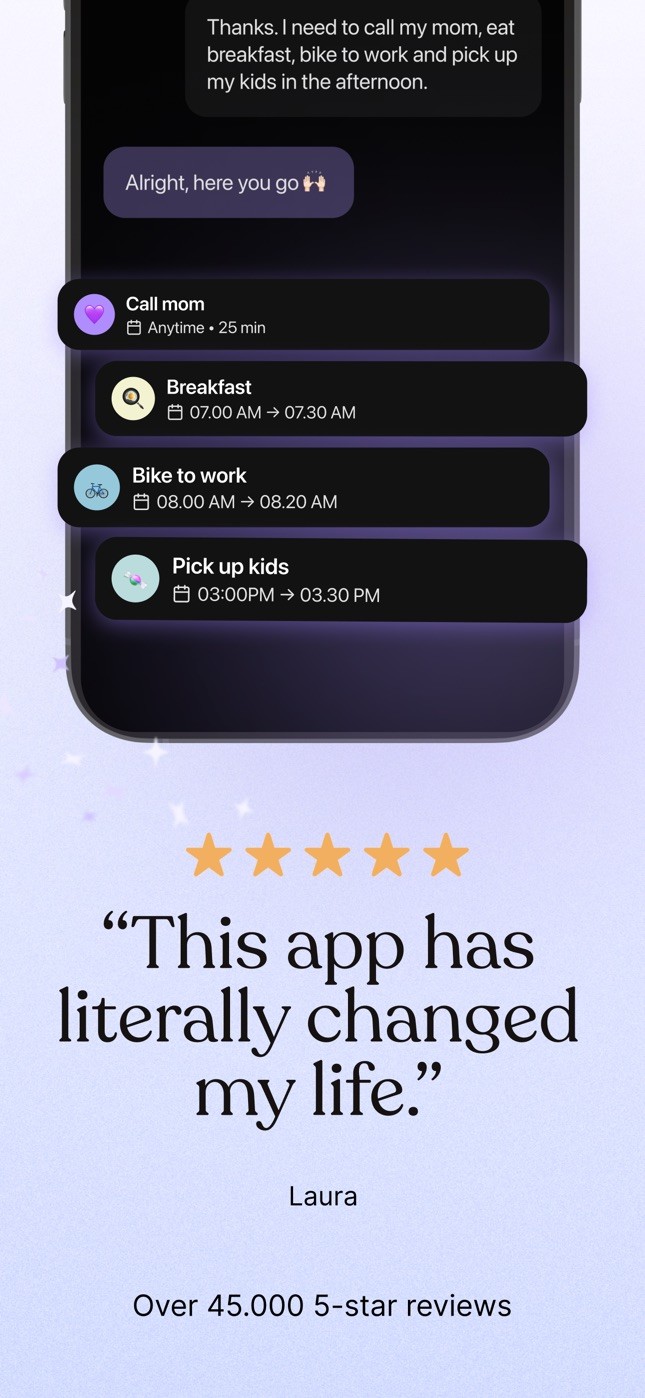 Thanks. I need to call my mom, eat
breakfast, bike to work and pick up
my kids in the afternoon.
Alright, here you go 🙌🏻
Call mom
Anytime • 25 min
Breakfast
07.00 AM → 07.30 AM
Bike to work
08.00 AM → 08.20 AM
Pick up kids
03:00PM → 03.30 PM
“This app has
literally changed
my life.”
Laura
Over 45.000 5-star reviews